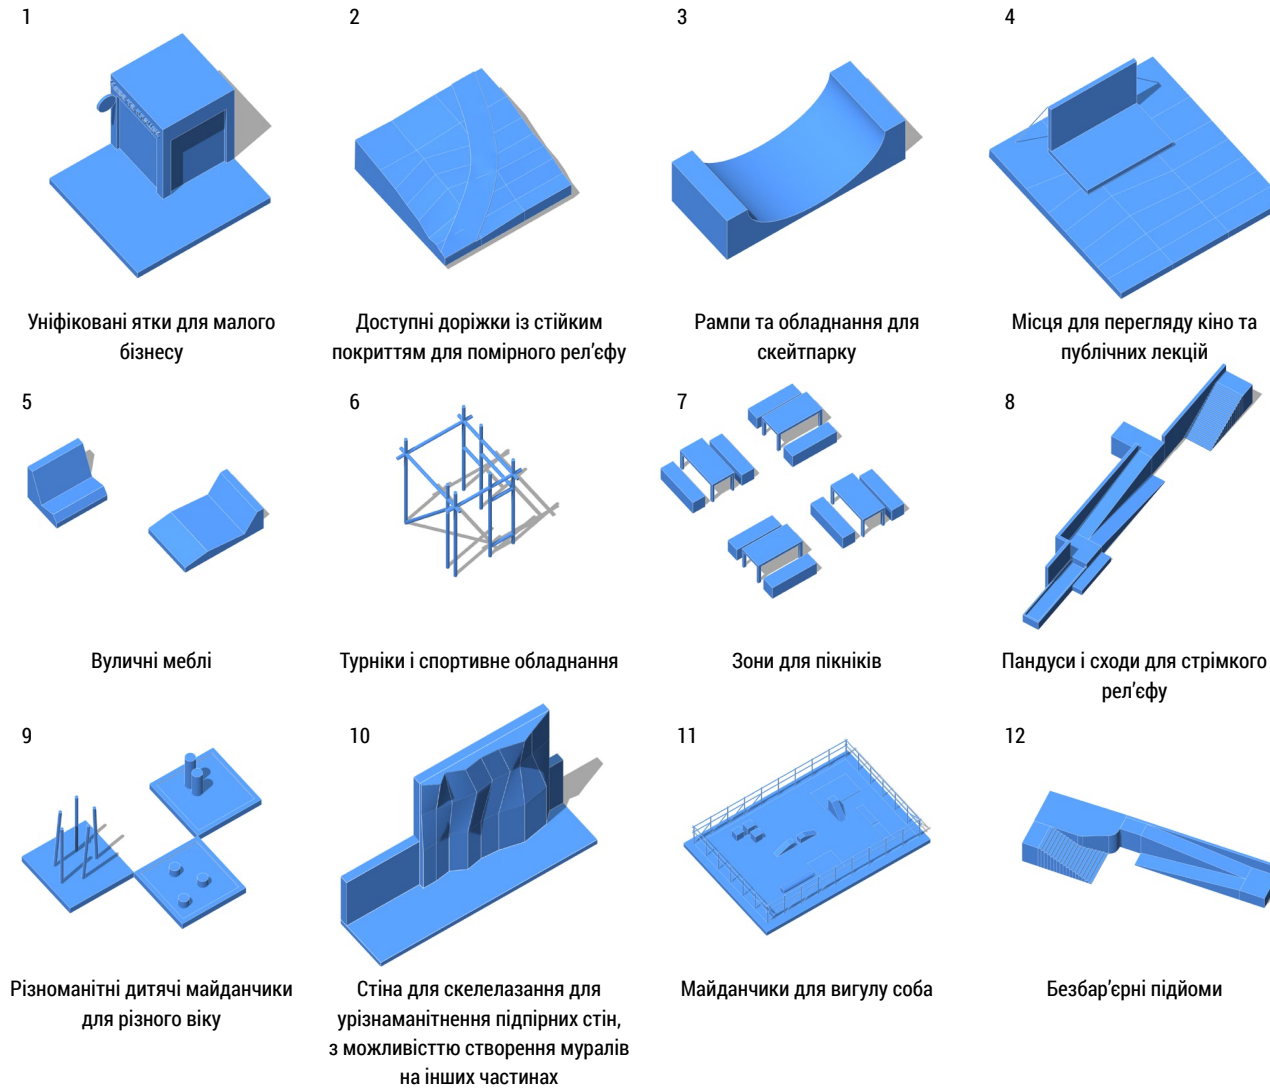 1
2
3
4
Уніфіковані ятки для малого
бізнесу
Доступні доріжки із стійким
покриттям для помірного рел’єфу
Рампи та обладнання для
скейтпарку
Місця для перегляду кіно та
публічних лекцій
5
6
7
8
Вуличні меблі
Турніки і спортивне обладнання
Зони для пікніків
Пандуси і сходи для стрімкого
рел’єфу
9
10
11
12
Різноманітні дитячі майданчики
для різного віку
Стіна для скелелазання для
урізнаманітнення підпірних стін,
з можливісттю створення муралів
на інших частинах
Майданчики для вигулу соба
Безбар’єрні підйоми